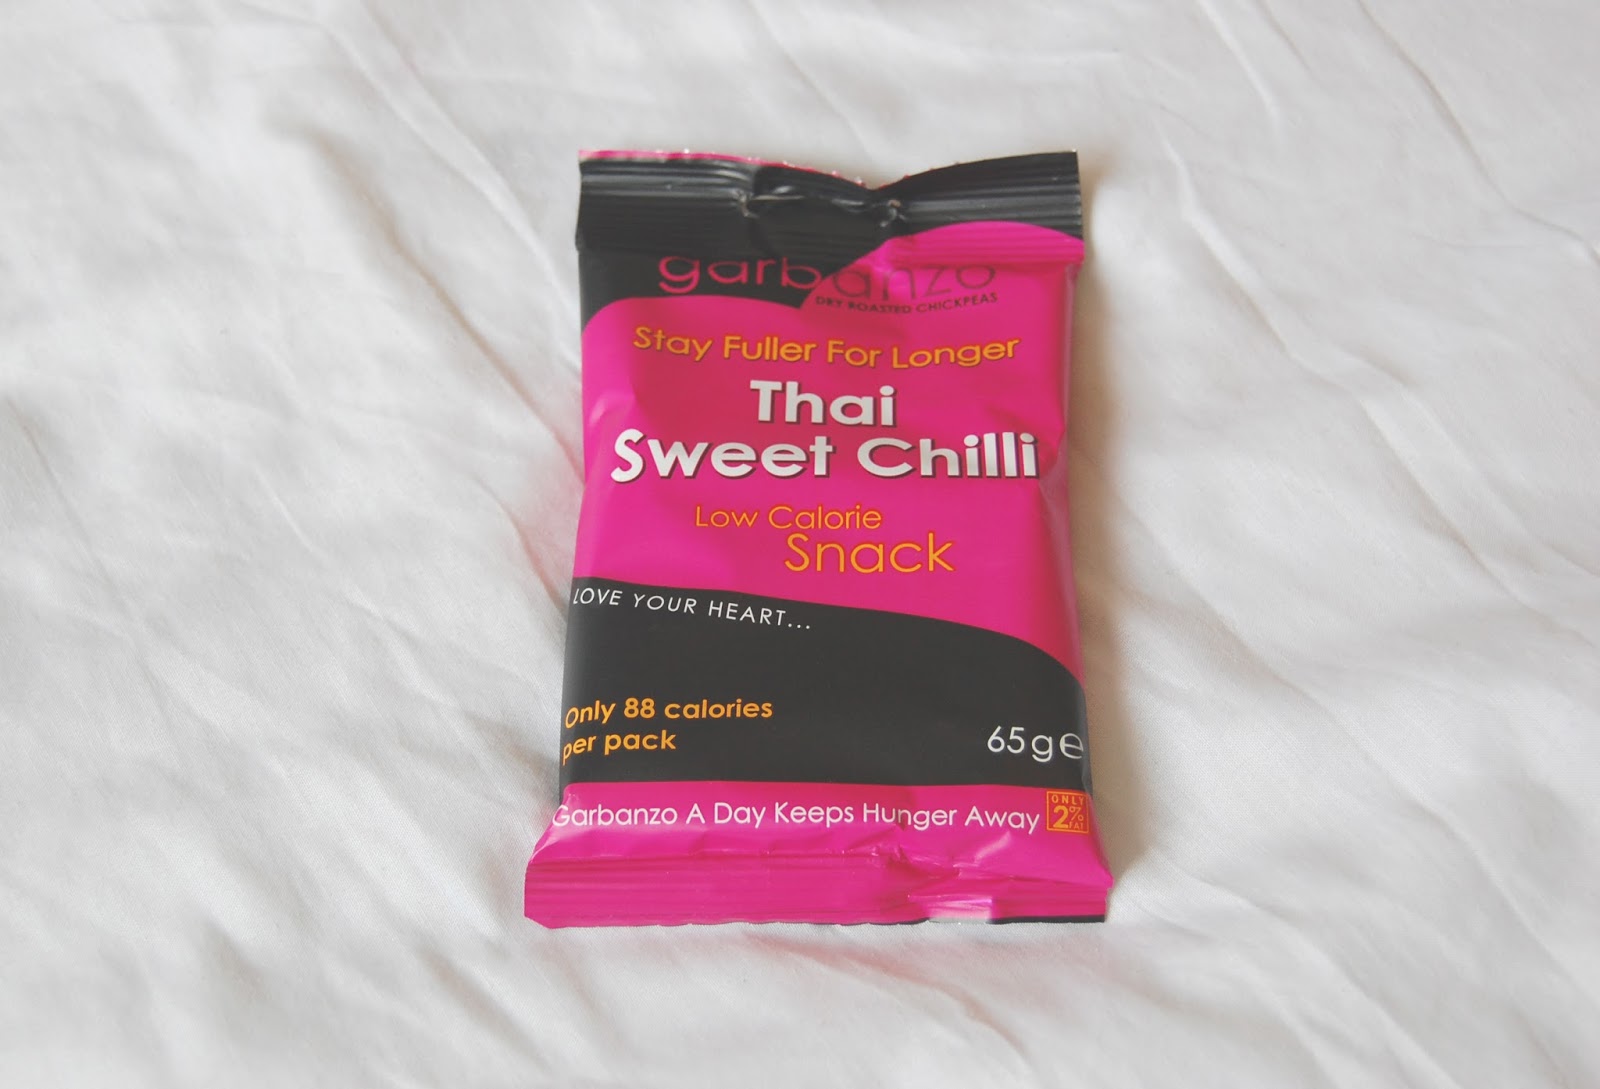 garbanzo
DRY ROASTED CHICKPEAS
Stay Fuller For Longer
Thai
Sweet Chilli
Low Calorie
Snack
LOVE YOUR HEART...
Only 88 calories
per pack
65g℮
Garbanzo A Day Keeps Hunger Away
ONLY
2%
FAT